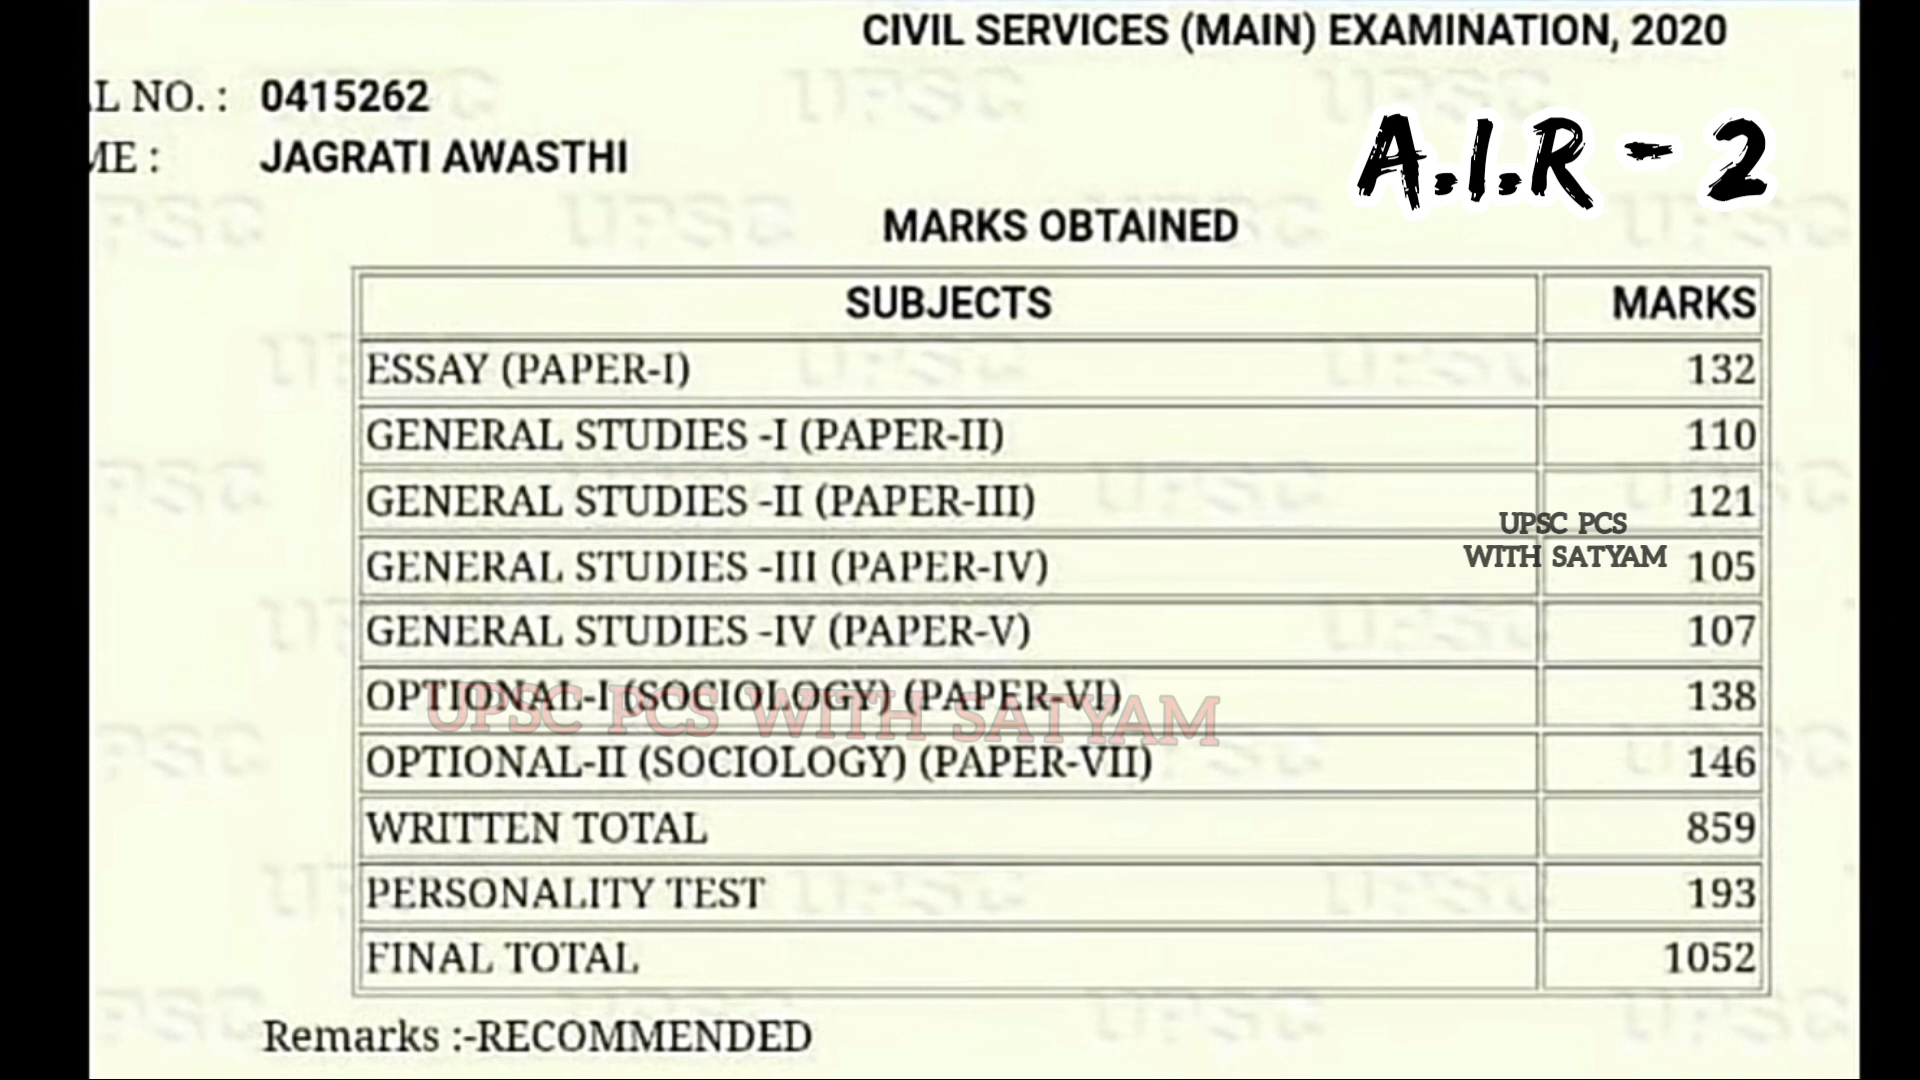 CIVIL SERVICES (MAIN) EXAMINATION, 2020
L NO. : 0415262
ME : JAGRATI AWASTHI
A.I.R - 2
MARKS OBTAINED
SUBJECTS MARKS
ESSAY (PAPER-I) 132
GENERAL STUDIES -I (PAPER-II) 110
GENERAL STUDIES -II (PAPER-III) 121
UPSC PCS
WITH SATYAM
GENERAL STUDIES -III (PAPER-IV) 105
GENERAL STUDIES -IV (PAPER-V) 107
OPTIONAL-I (SOCIOLOGY) (PAPER-VI) 138
UPSC PCS WITH SATYAM
OPTIONAL-II (SOCIOLOGY) (PAPER-VII) 146
WRITTEN TOTAL 859
PERSONALITY TEST 193
FINAL TOTAL 1052
Remarks :-RECOMMENDED